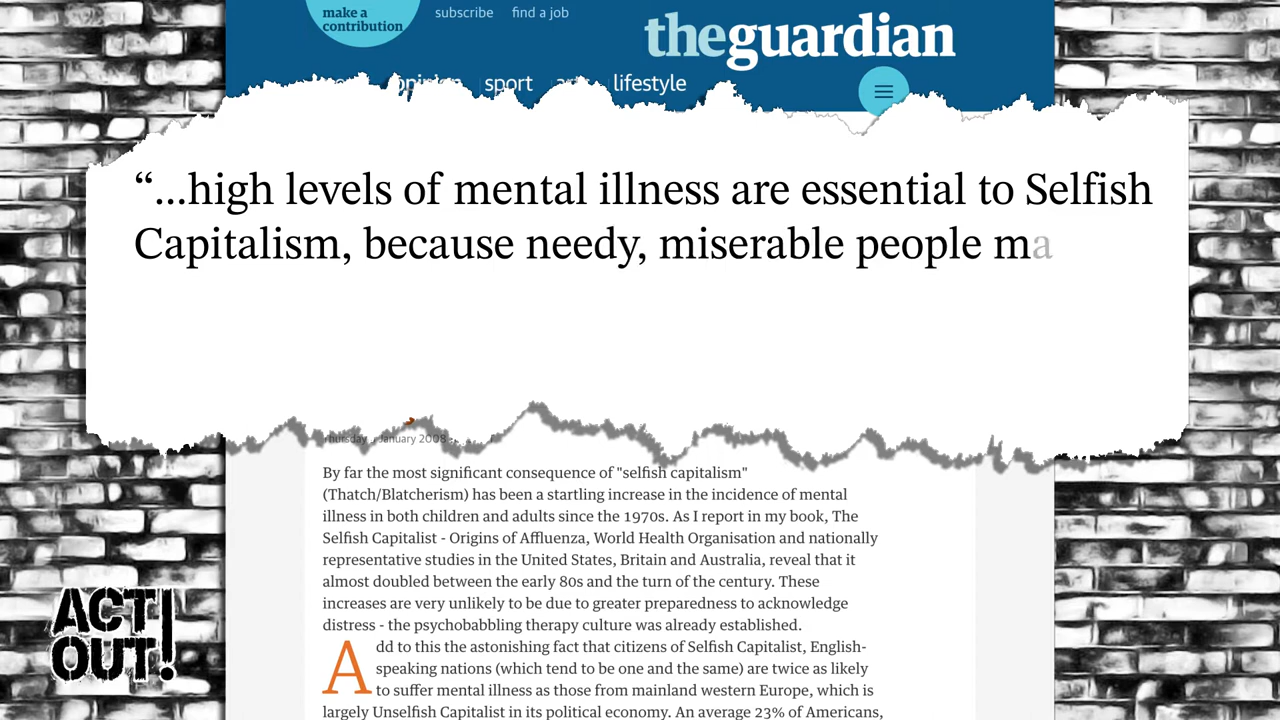 make a
contribution
subscribe
find a job
theguardian
opinion
sport
lifestyle
“...high levels of mental illness are essential to Selfish
Capitalism, because needy, miserable people ma
January 2008
By far the most significant consequence of "selfish capitalism"
(Thatch/Blatcherism) has been a startling increase in the incidence of mental
illness in both children and adults since the 1970s. As I report in my book, The
Selfish Capitalist - Origins of Affluenza, World Health Organisation and nationally
representative studies in the United States, Britain and Australia, reveal that it
almost doubled between the early 80s and the turn of the century. These
increases are very unlikely to be due to greater preparedness to acknowledge
distress - the psychobabbling therapy culture was already established.
Add to this the astonishing fact that citizens of Selfish Capitalist, English-
speaking nations (which tend to be one and the same) are twice as likely
to suffer mental illness as those from mainland western Europe, which is
largely Unselfish Capitalist in its political economy. An average 23% of Americans,
ACT
OUT!